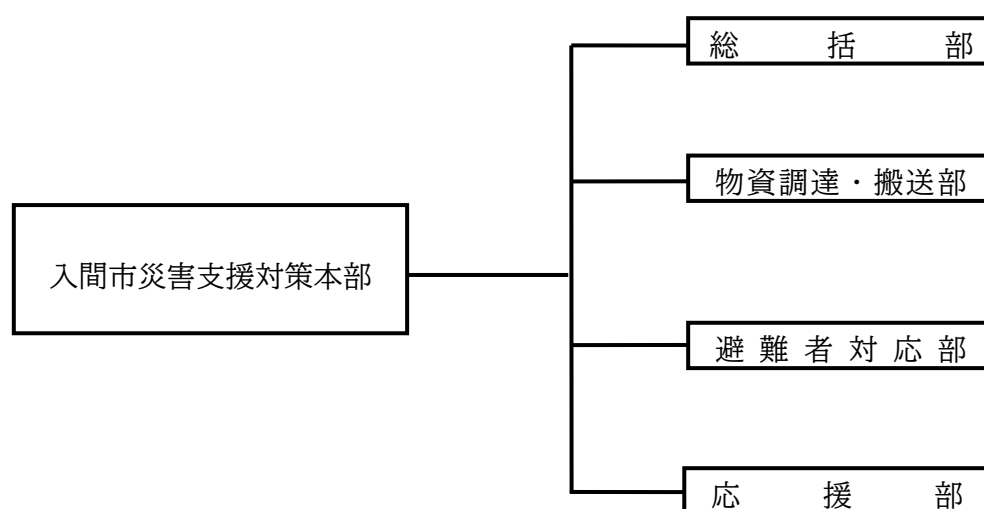 総括部
物資調達・搬送部
入間市災害支援対策本部
避難者対応部
応援部